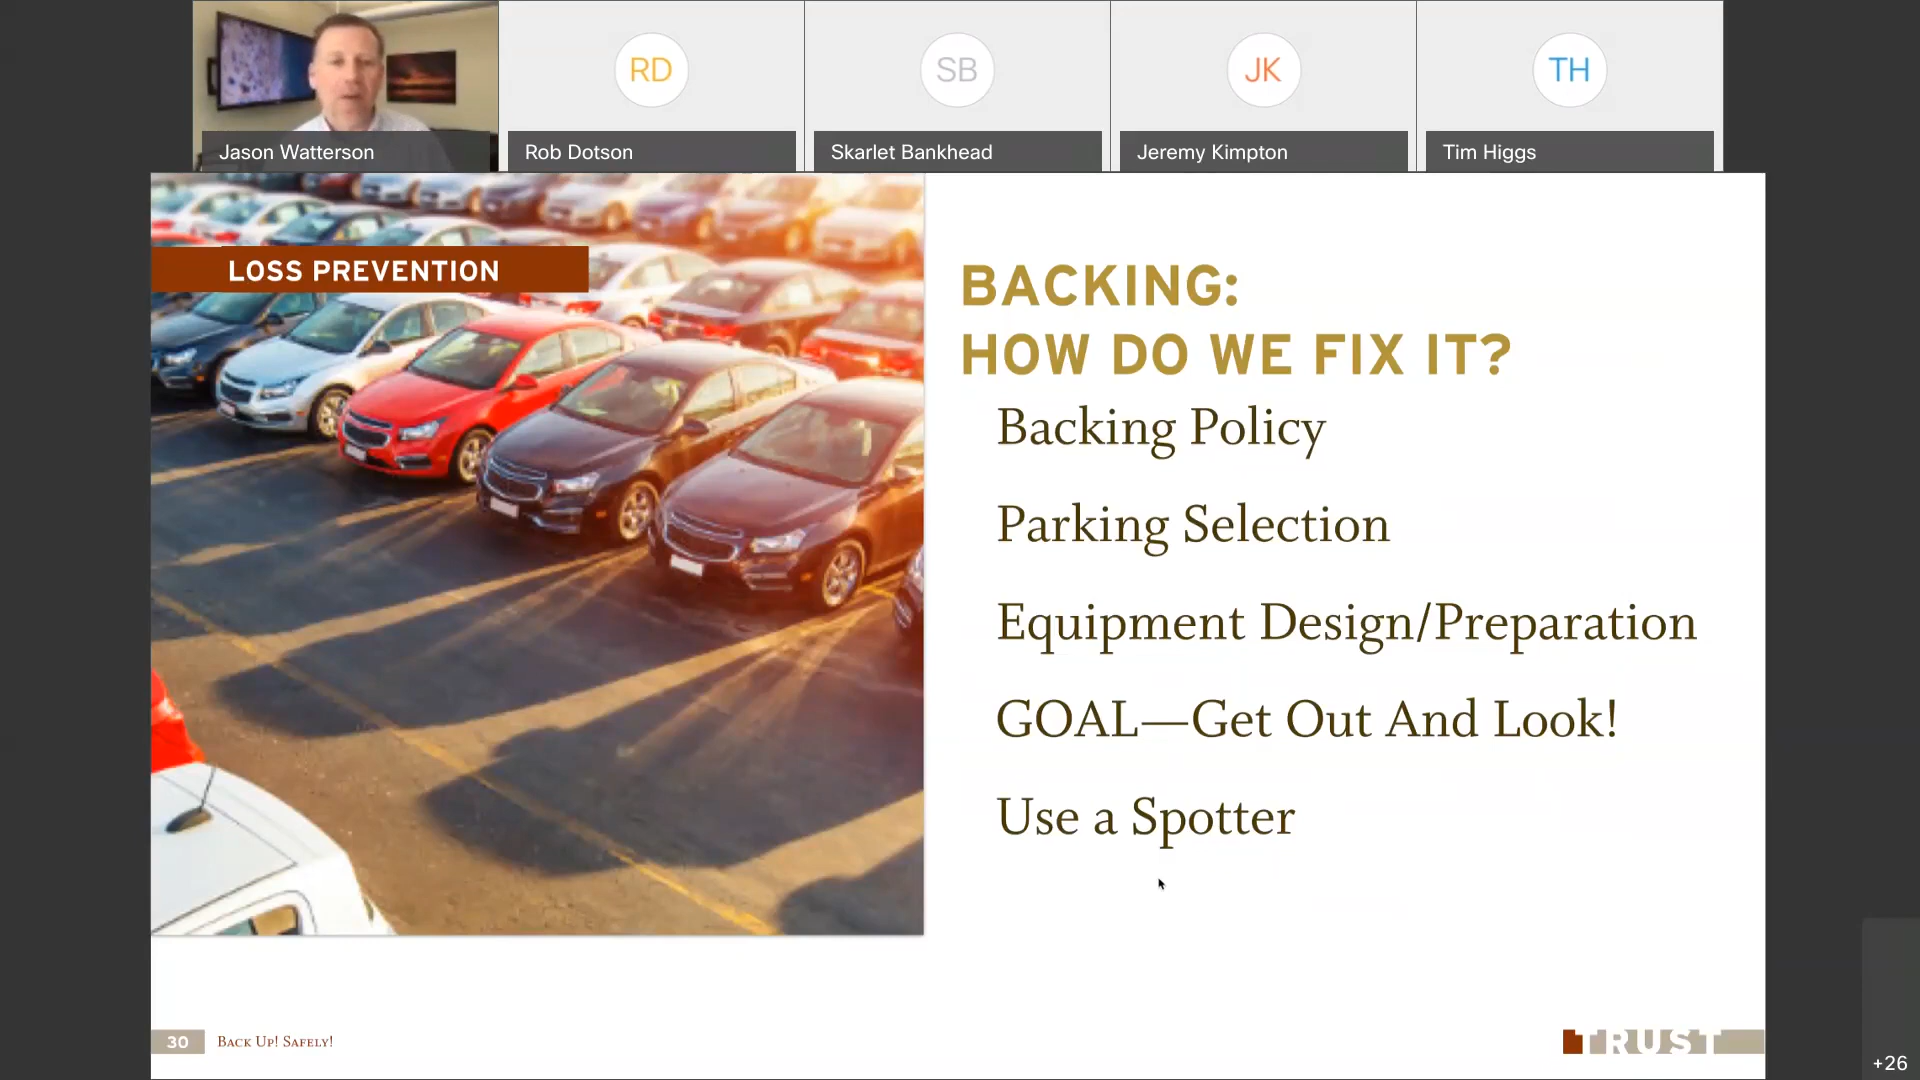 RD
SB
JK
TH
Jason Watterson
Rob Dotson
Skarlet Bankhead
Jeremy Kimpton
Tim Higgs
LOSS PREVENTION
BACKING:
HOW DO WE FIX IT?
Backing Policy
Parking Selection
Equipment Design/Preparation
GOAL—Get Out And Look!
Use a Spotter
30
BACK UP! SAFELY!
TRUST
+26